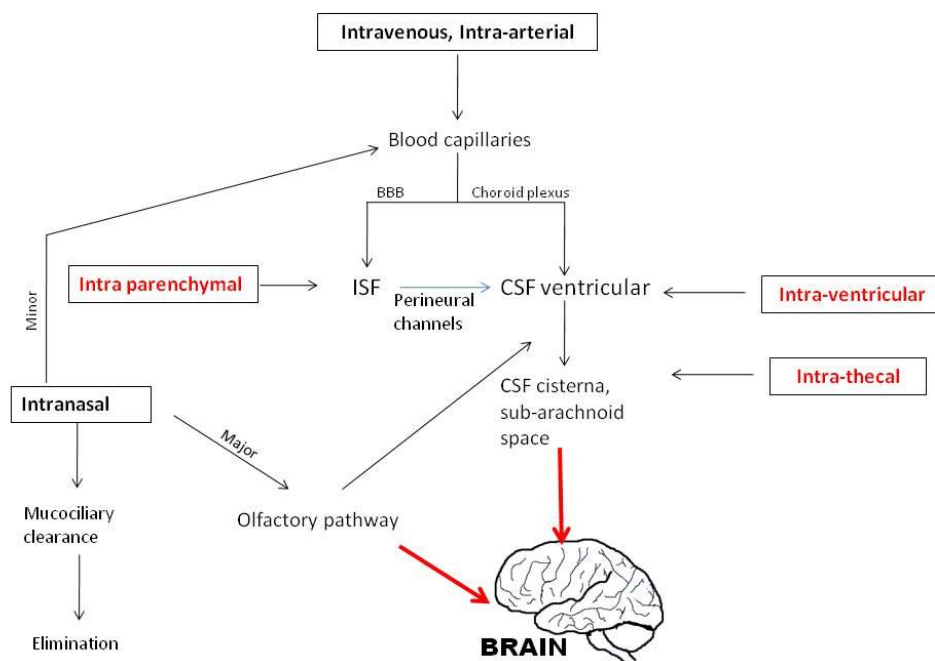 Intravenous, Intra-arterial
Blood capillaries
BBB
Choroid plexus
Intra parenchymal
ISF
Perineural
channels
CSF ventricular
Intra-ventricular
Minor
Intra-thecal
CSF cisterna,
sub-arachnoid
space
Intranasal
Major
Mucociliary
clearance
Olfactory pathway
Elimination
BRAIN